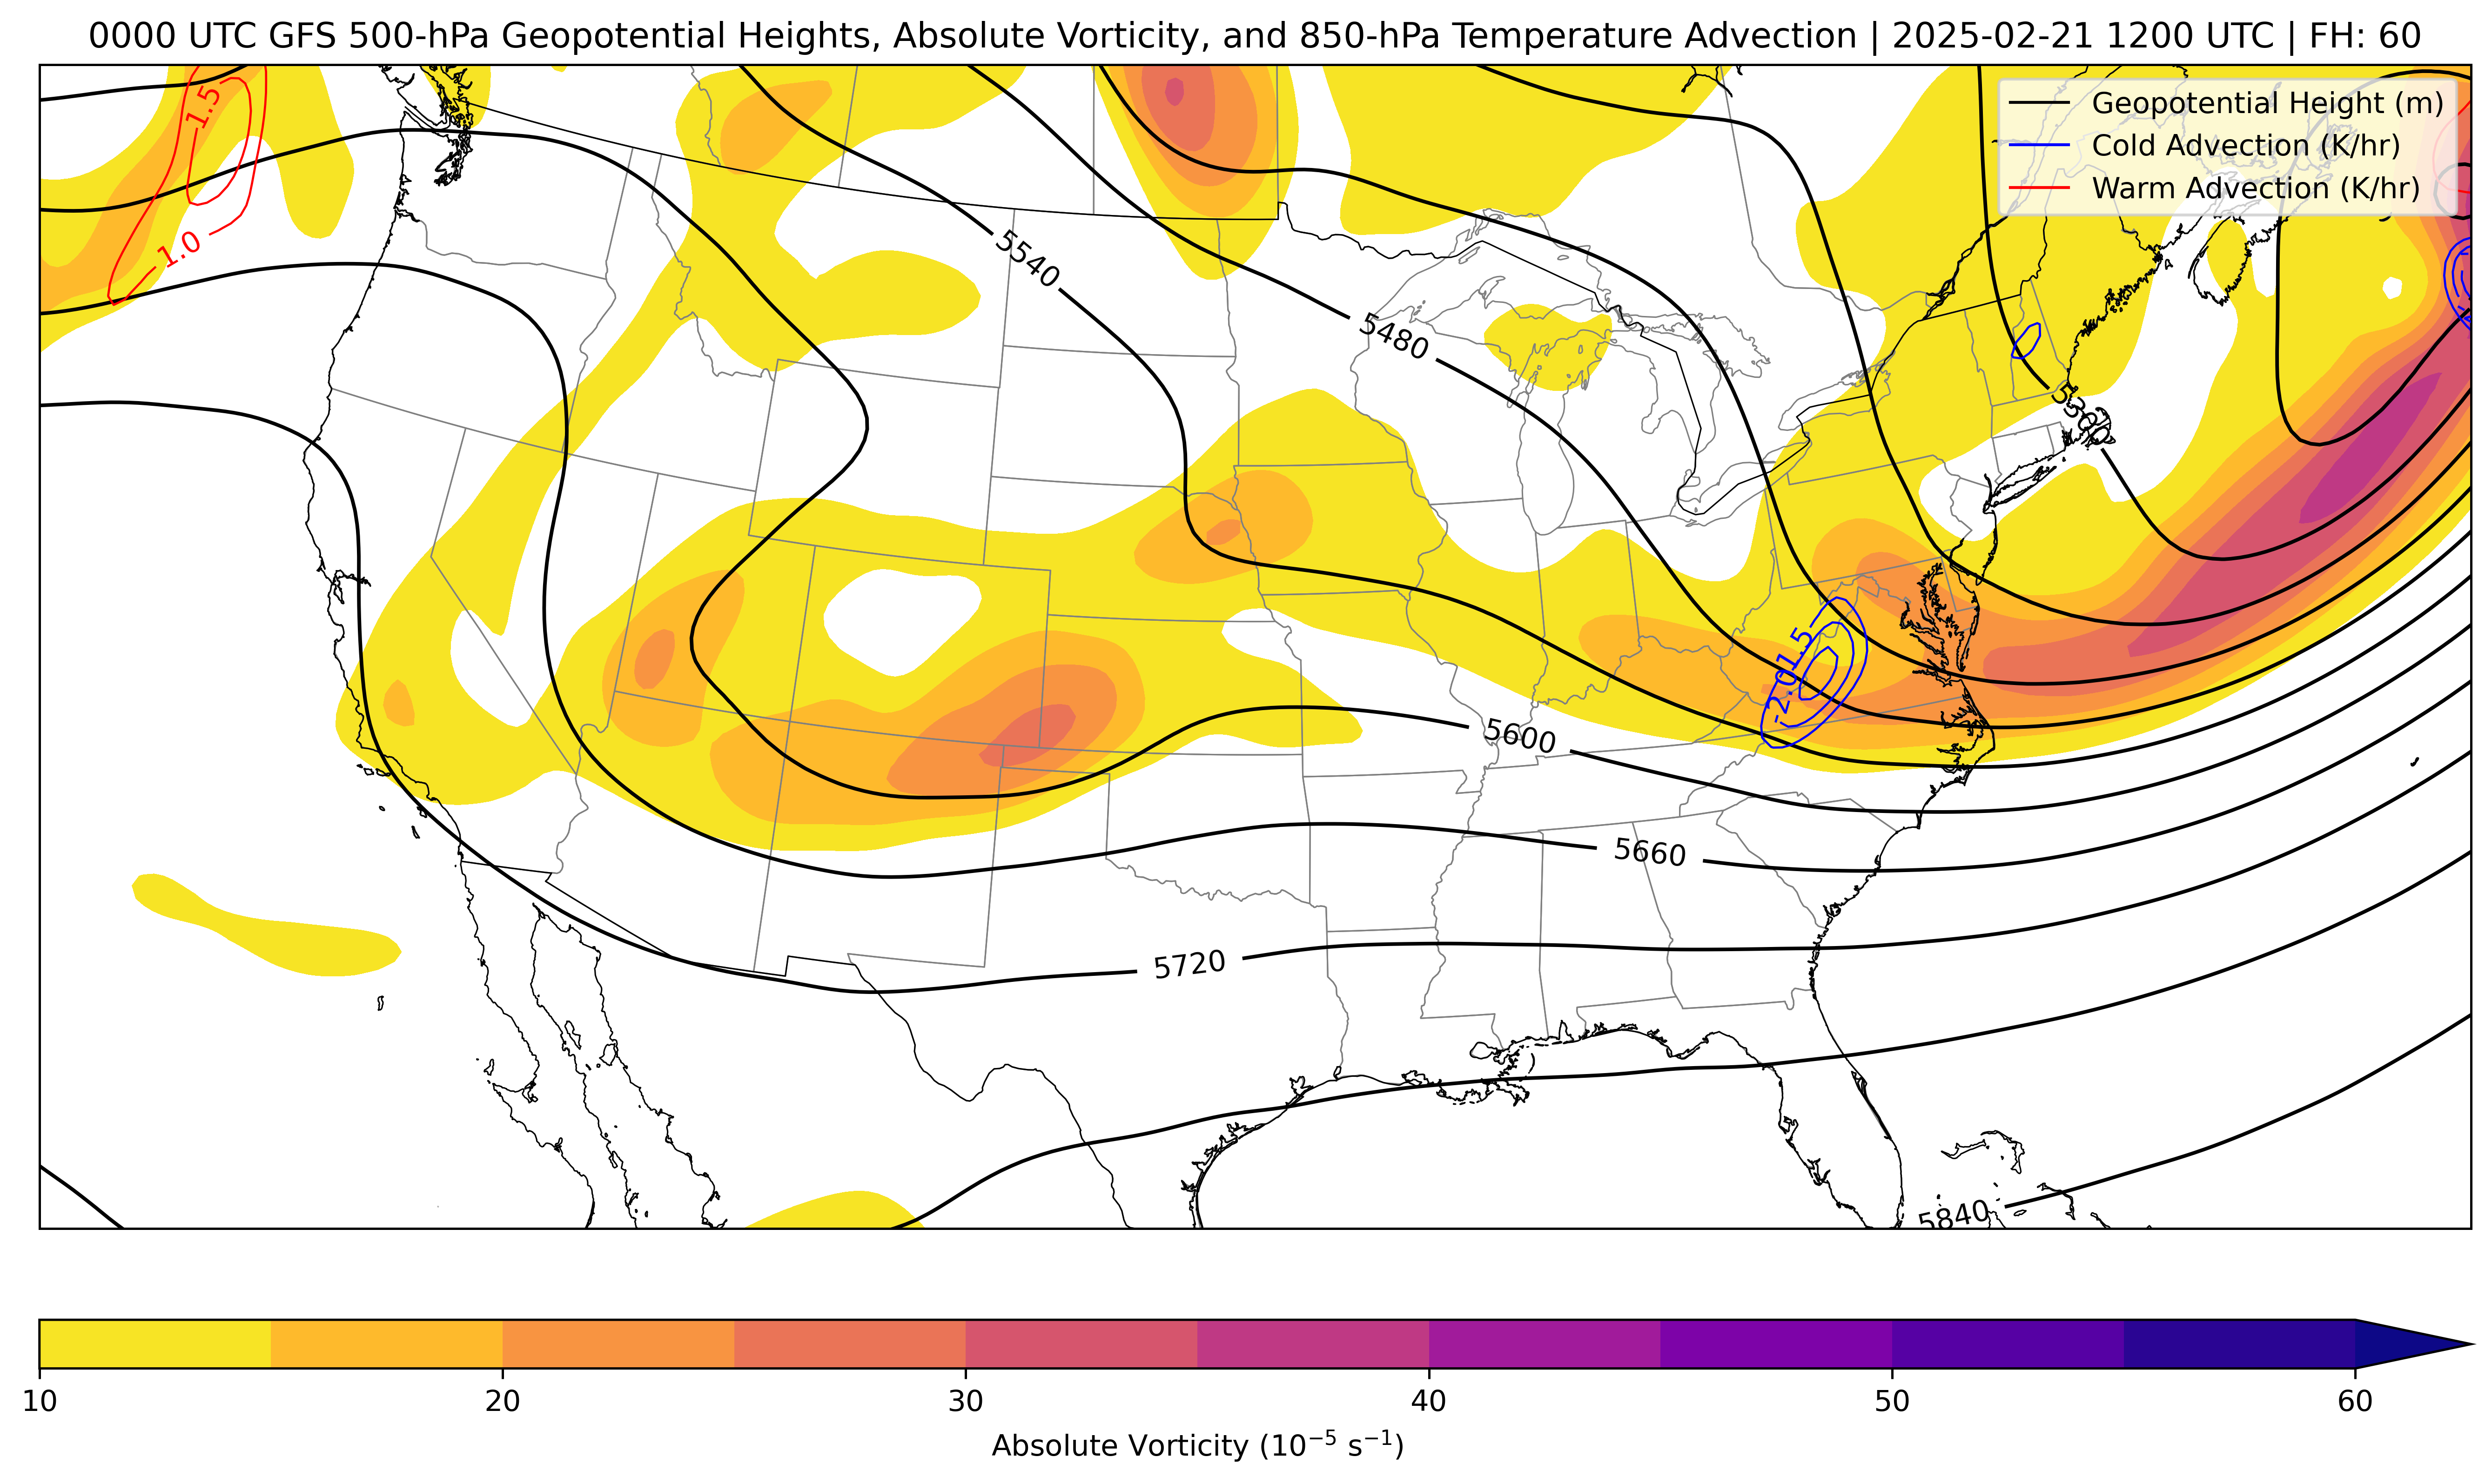 0000 UTC GFS 500-hPa Geopotential Heights, Absolute Vorticity, and 850-hPa Temperature Advection | 2025-02-21 1200 UTC | FH: 60
Geopotential Height (m)
Cold Advection (K/hr)
Warm Advection (K/hr)
1.5
1.0
5540
5480
5360
-1.5
-2.0
5600
5660
5720
5840
10 20 30 40 50 60
Absolute Vorticity (10⁻⁵ s⁻¹)